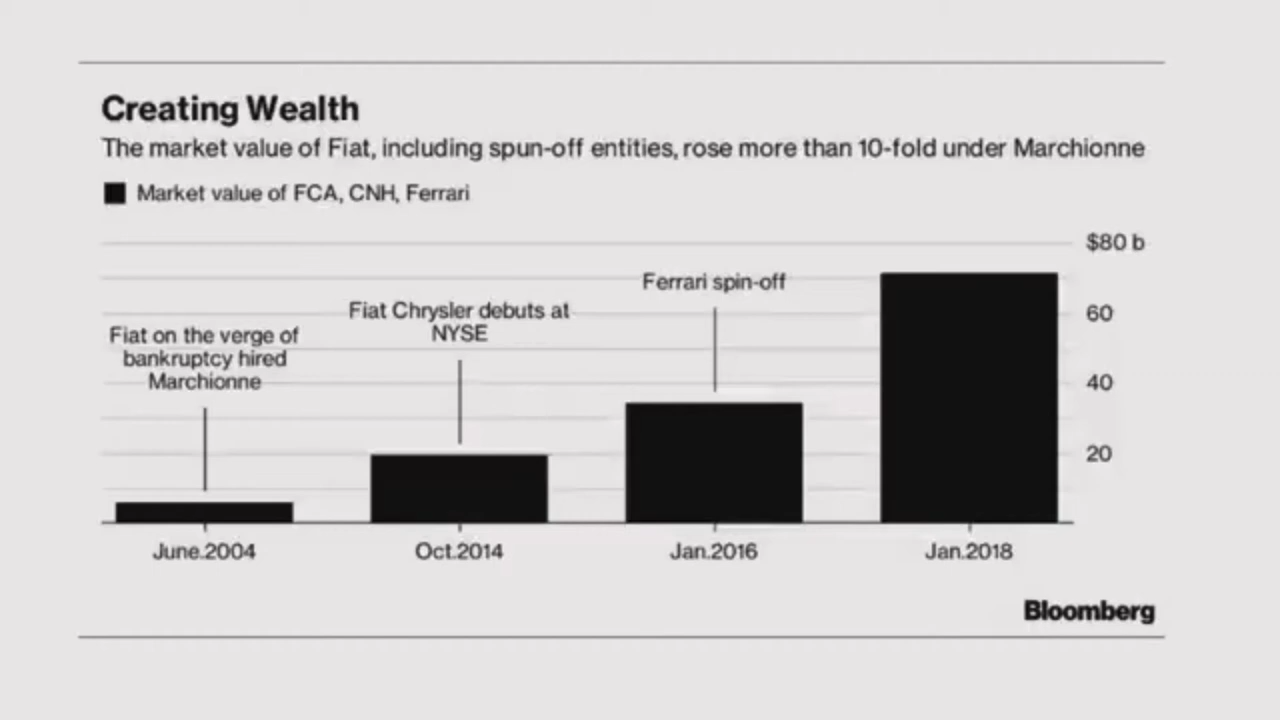 Creating Wealth
The market value of Fiat, including spun-off entities, rose more than 10-fold under Marchionne
Market value of FCA, CNH, Ferrari
$80 b
60
40
20
Fiat on the verge of
bankruptcy hired
Marchionne
Fiat Chrysler debuts at
NYSE
Ferrari spin-off
June.2004
Oct.2014
Jan.2016
Jan.2018
Bloomberg